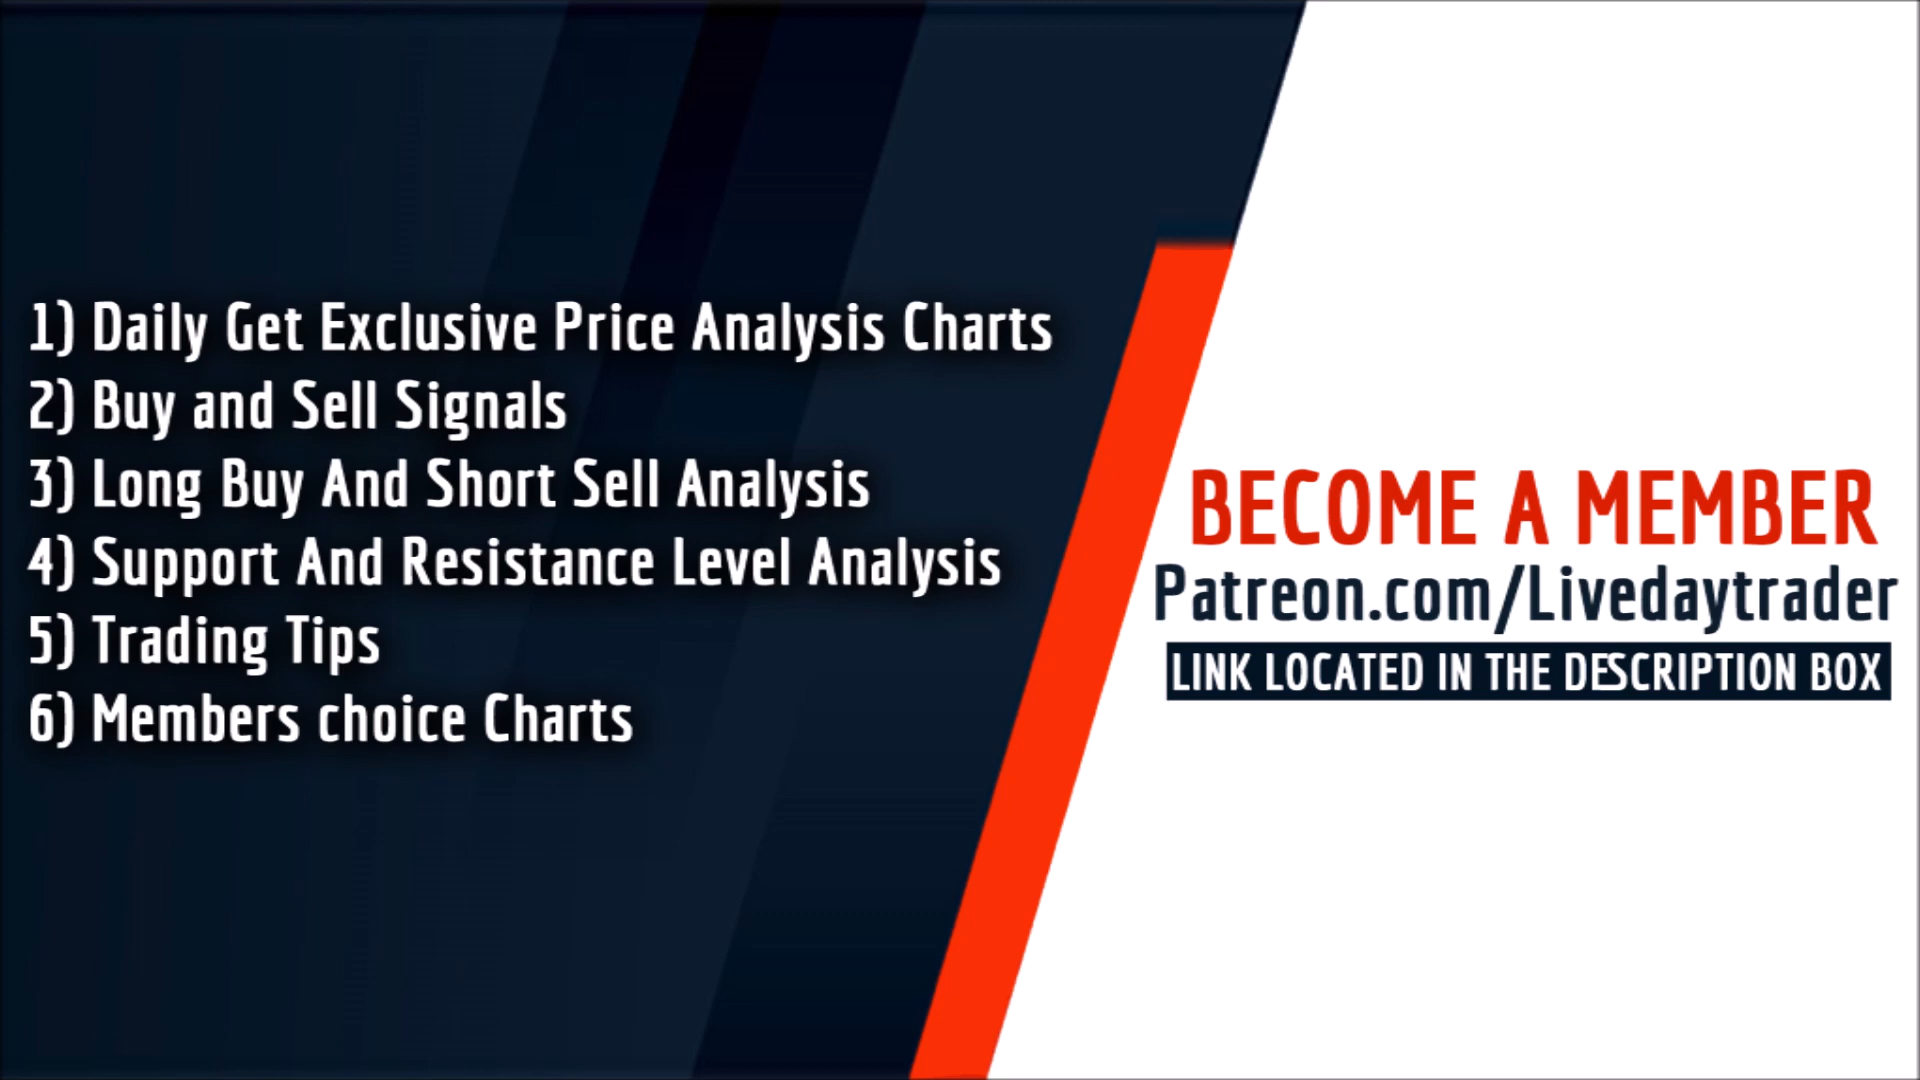 1) Daily Get Exclusive Price Analysis Charts
2) Buy and Sell Signals
3) Long Buy And Short Sell Analysis
4) Support And Resistance Level Analysis
5) Trading Tips
6) Members choice Charts
BECOME A MEMBER
Patreon.com/Livedaytrader
LINK LOCATED IN THE DESCRIPTION BOX